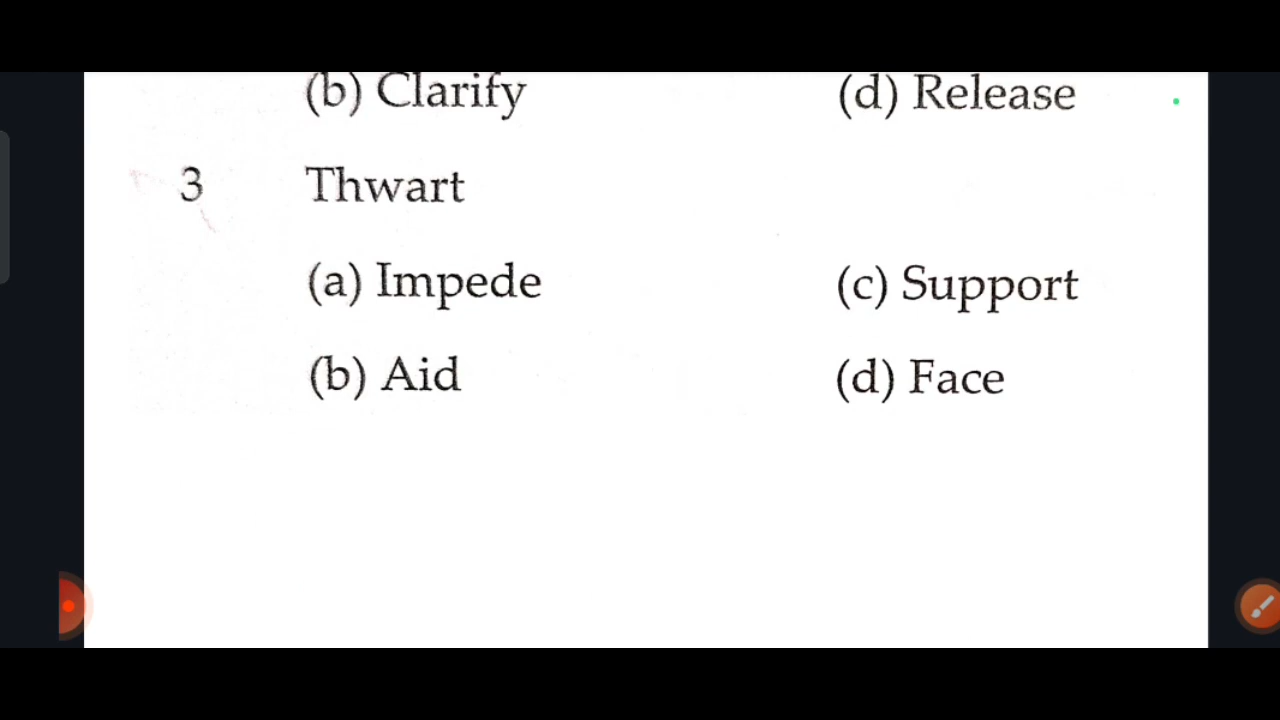 (b) Clarify (d) Release
3 Thwart
(a) Impede (c) Support
(b) Aid (d) Face